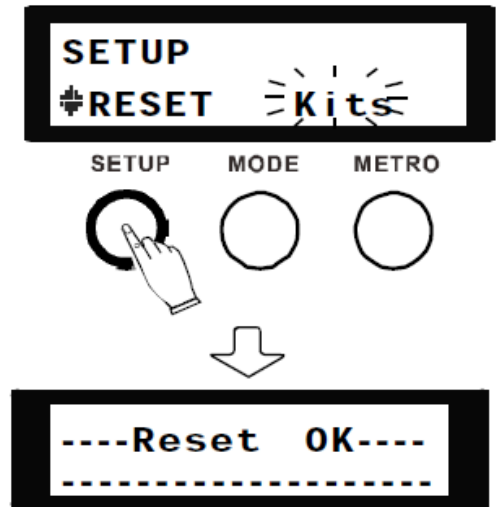 SETUP
RESET Kits
SETUP MODE METRO
----Reset OK----
--------------------